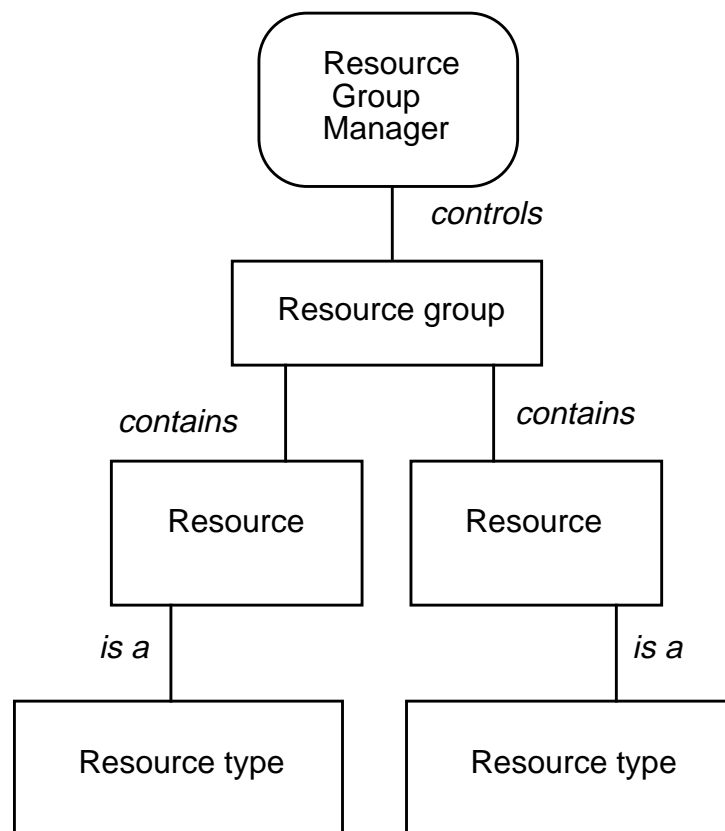 Resource
Group
Manager
controls
Resource group
contains
contains
Resource
Resource
is a
is a
Resource type
Resource type